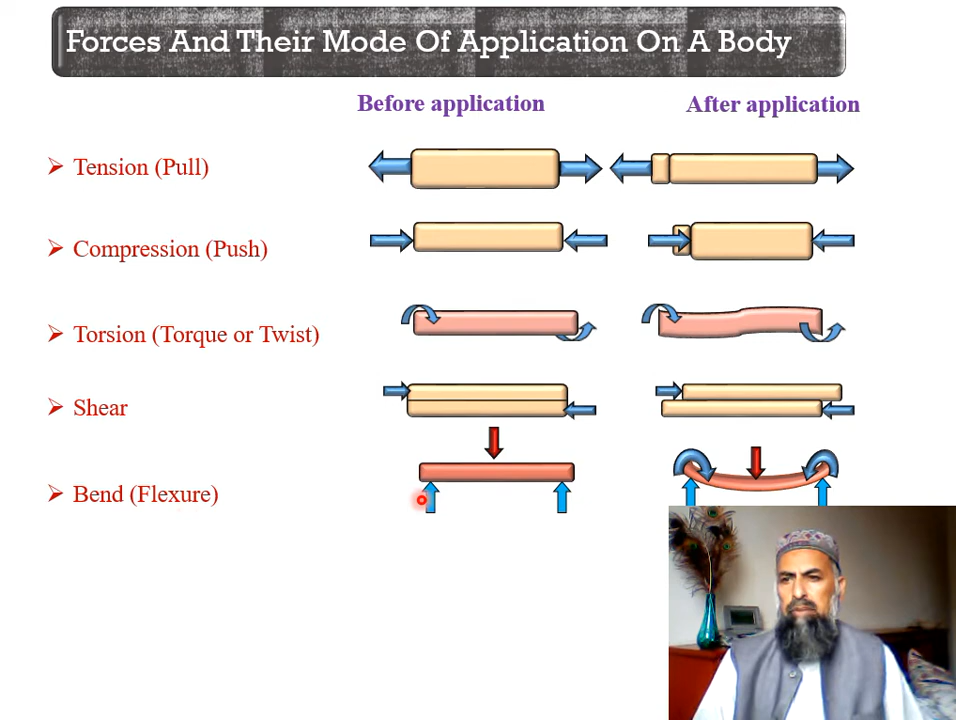 Forces And Their Mode Of Application On A Body
Before application After application
Tension (Pull)
Compression (Push)
Torsion (Torque or Twist)
Shear
Bend (Flexure)